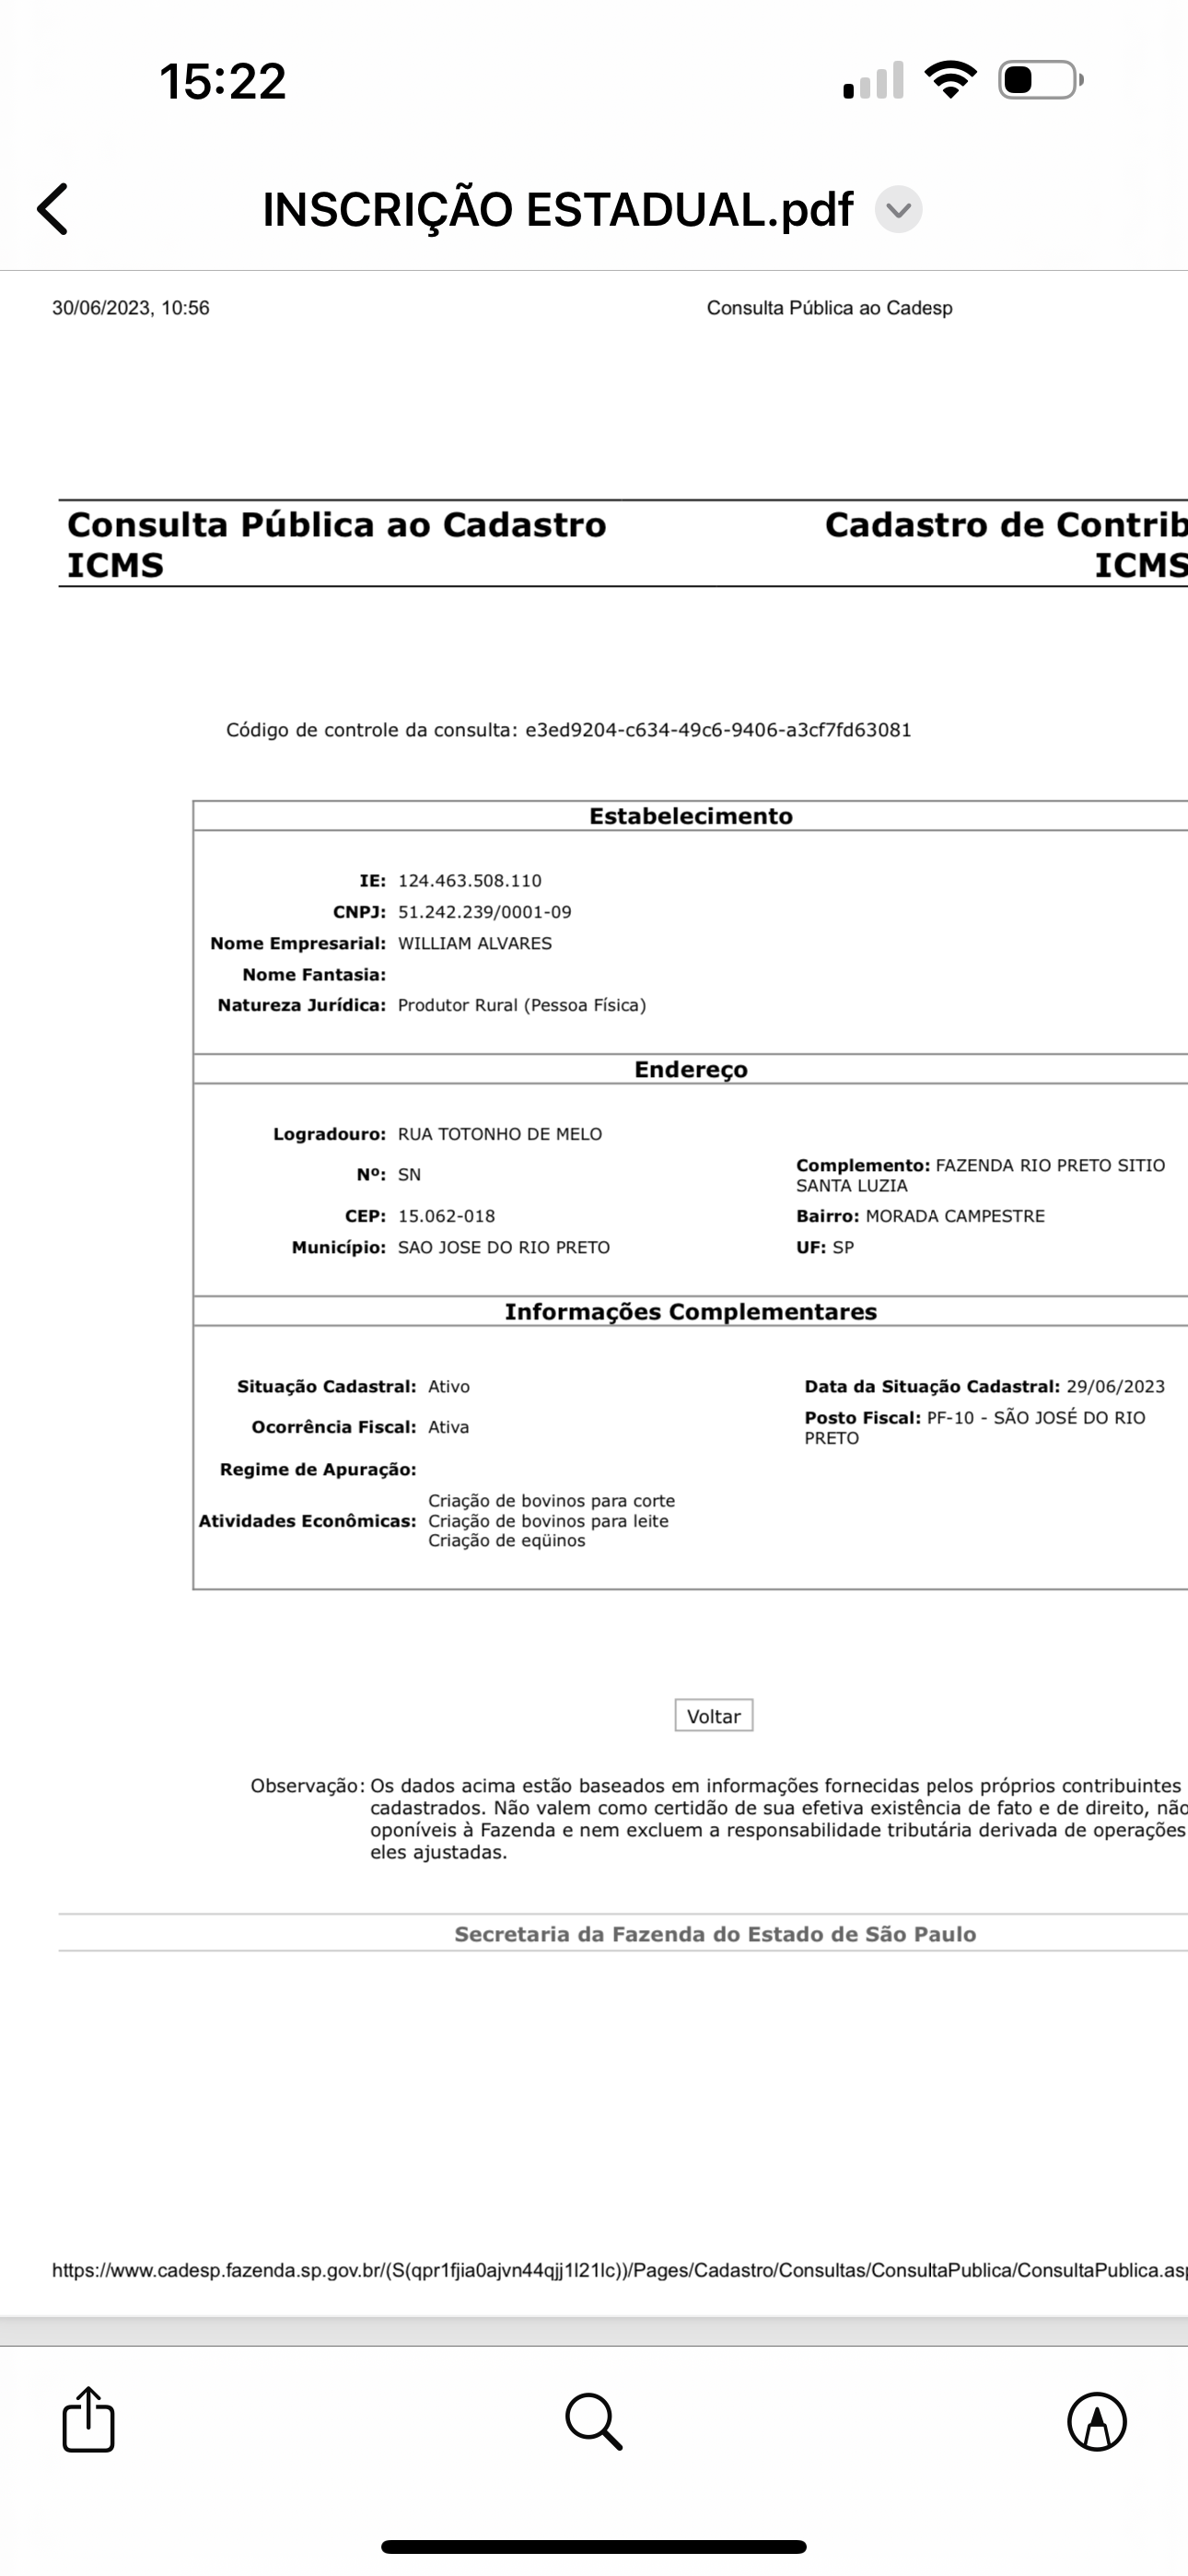 15:22
INSCRIÇÃO ESTADUAL.pdf
30/06/2023, 10:56
Consulta Pública ao Cadesp
Consulta Pública ao Cadastro
ICMS
Cadastro de Contrib
ICMS
Código de controle da consulta: e3ed9204-c634-49c6-9406-a3cf7fd63081
Estabelecimento
IE: 124.463.508.110
CNPJ: 51.242.239/0001-09
Nome Empresarial: WILLIAM ALVARES
Nome Fantasia:
Natureza Jurídica: Produtor Rural (Pessoa Física)
Endereço
Logradouro: RUA TOTONHO DE MELO
Nº: SN
Complemento: FAZENDA RIO PRETO SITIO
SANTA LUZIA
CEP: 15.062-018
Bairro: MORADA CAMPESTRE
Município: SAO JOSE DO RIO PRETO
UF: SP
Informações Complementares
Situação Cadastral: Ativo
Data da Situação Cadastral: 29/06/2023
Ocorrência Fiscal: Ativa
Posto Fiscal: PF-10 - SÃO JOSÉ DO RIO
PRETO
Regime de Apuração:
Atividades Econômicas: Criação de bovinos para corte
Criação de bovinos para leite
Criação de eqüinos
Voltar
Observação: Os dados acima estão baseados em informações fornecidas pelos próprios contribuintes
cadastrados. Não valem como certidão de sua efetiva existência de fato e de direito, não
oponíveis à Fazenda e nem excluem a responsabilidade tributária derivada de operações
eles ajustadas.
Secretaria da Fazenda do Estado de São Paulo
https://www.cadesp.fazenda.sp.gov.br/(S(qpr1fjia0ajvn44qjj1l21lc))/Pages/Cadastro/Consultas/ConsultaPublica/ConsultaPublica.asp